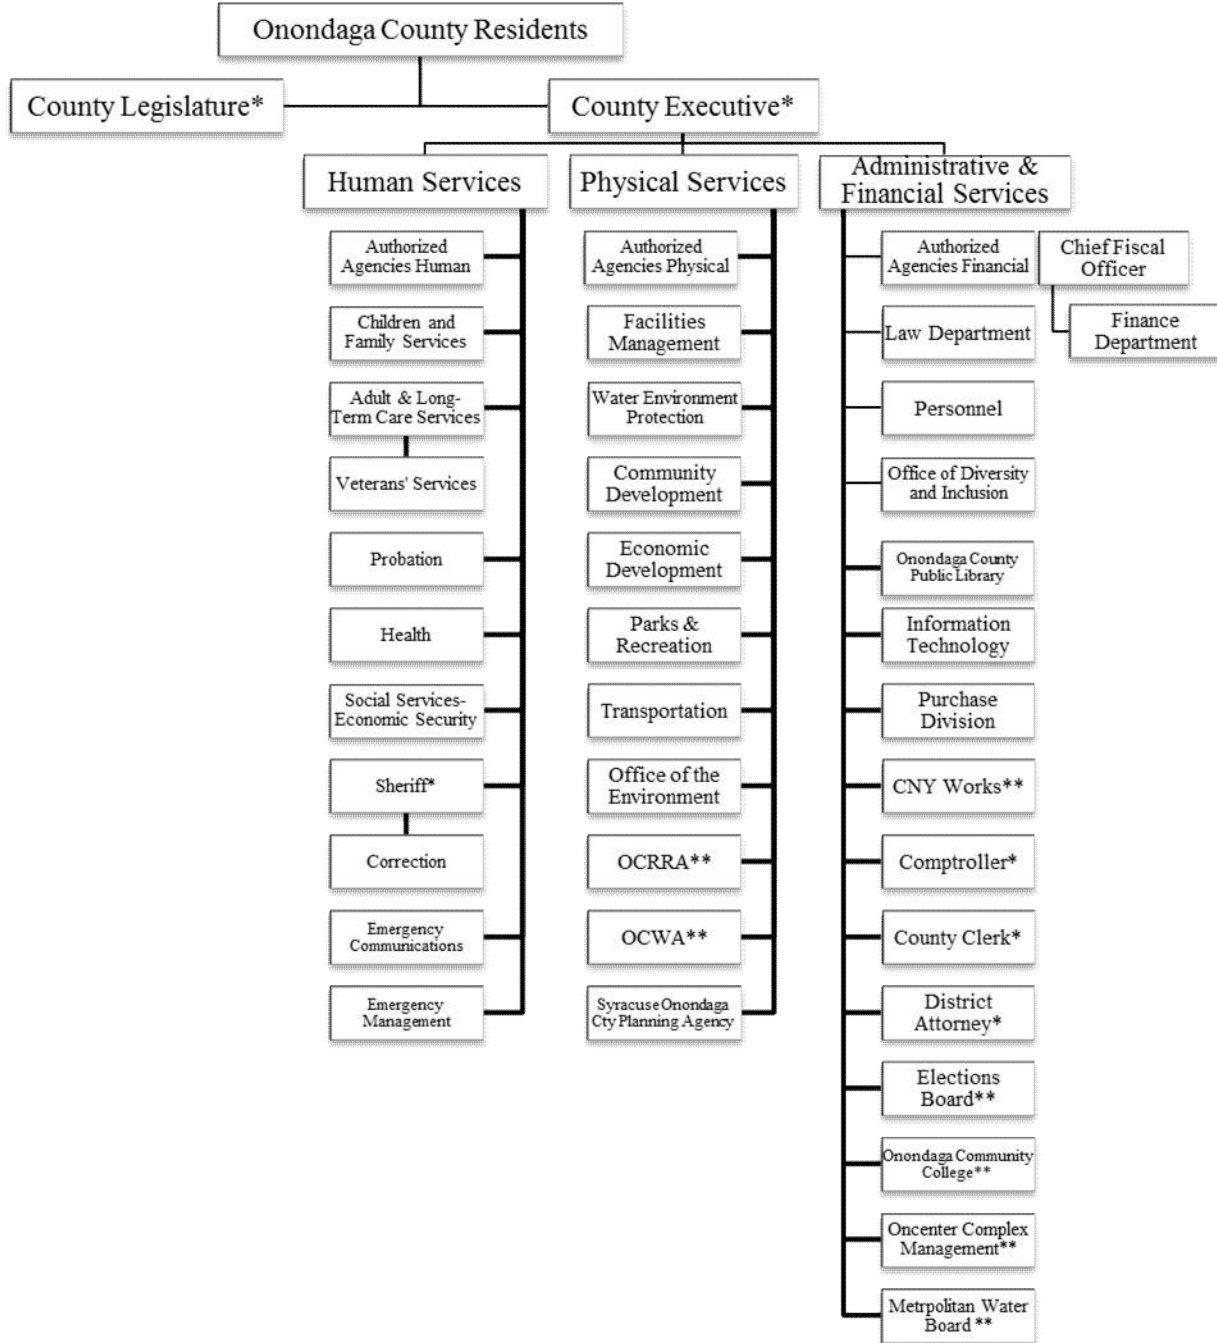 Onondaga County Residents
County Legislature*
County Executive*
Human Services
Physical Services
Administrative &
Financial Services
Authorized
Agencies Human
Children and
Family Services
Adult & Long-
Term Care Services
Veterans' Services
Probation
Health
Social Services-
Economic Security
Sheriff*
Correction
Emergency
Communications
Emergency
Management
Authorized
Agencies Physical
Facilities
Management
Water Environment
Protection
Community
Development
Economic
Development
Parks &
Recreation
Transportation
Office of the
Environment
OCRRA**
OCWA**
Syracuse Onondaga
Cty Planning Agency
Authorized
Agencies Financial
Chief Fiscal
Officer
Finance
Department
Law Department
Personnel
Office of Diversity
and Inclusion
Onondaga County
Public Library
Information
Technology
Purchase
Division
CNY Works**
Comptroller*
County Clerk*
District
Attorney*
Elections
Board**
Onondaga Community
College**
Oncenter Complex
Management**
Metrpolitan Water
Board **